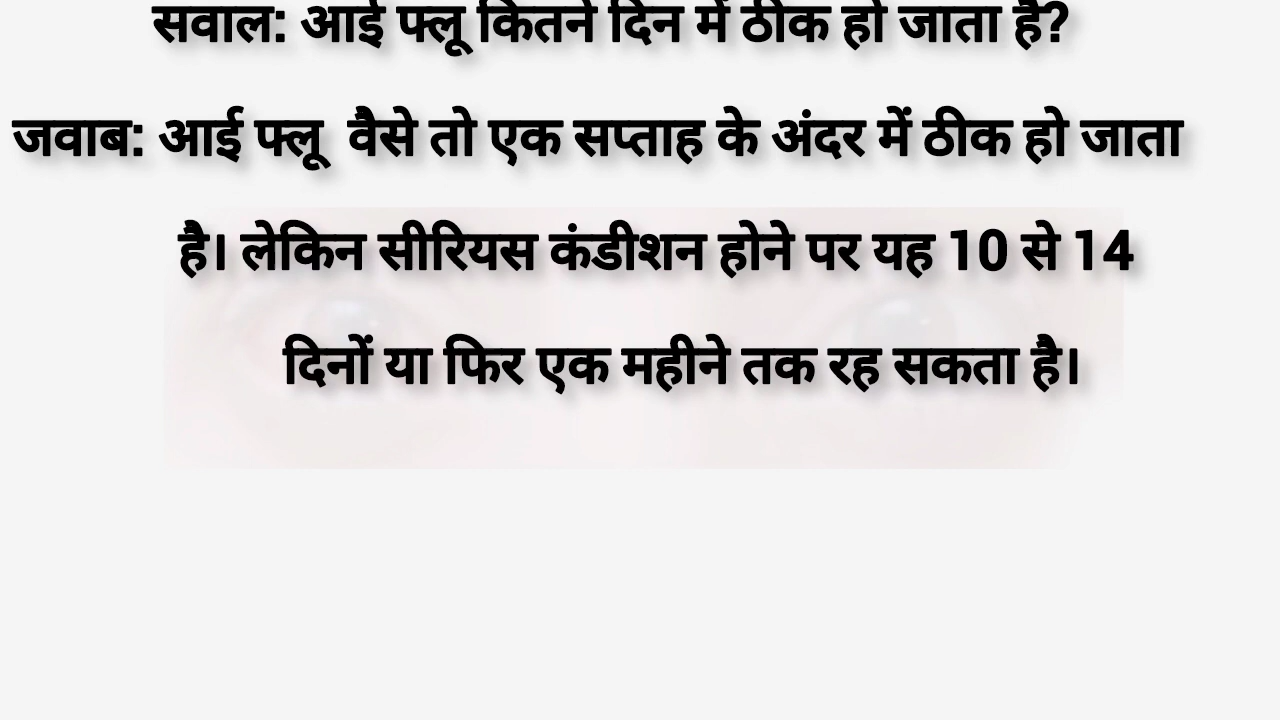 सवाल: आई फ्लू कितने दिन में ठीक हो जाता है?
जवाब: आई फ्लू वैसे तो एक सप्ताह के अंदर में ठीक हो जाता
है। लेकिन सीरियस कंडीशन होने पर यह 10 से 14
दिनों या फिर एक महीने तक रह सकता है।